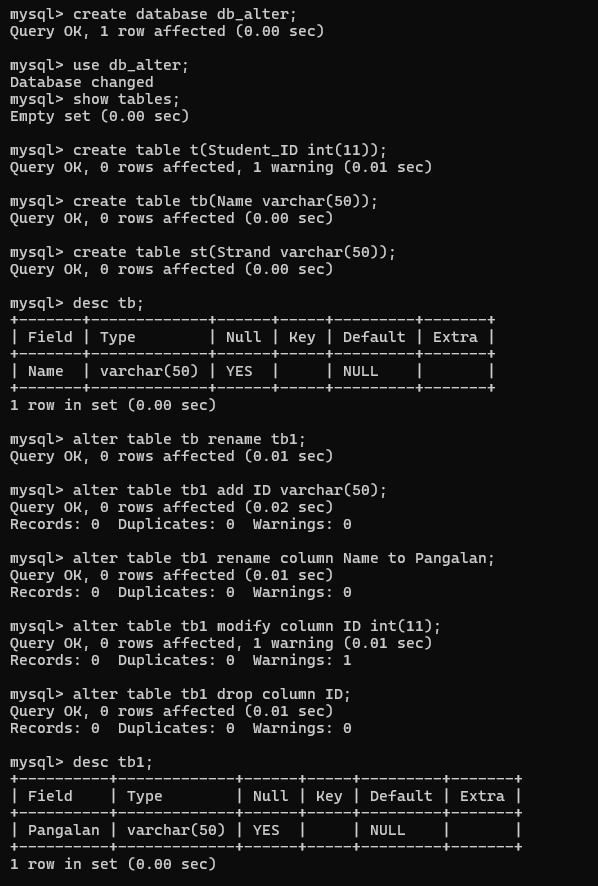 mysql> create database db_alter;
Query OK, 1 row affected (0.00 sec)

mysql> use db_alter;
Database changed
mysql> show tables;
Empty set (0.00 sec)

mysql> create table t(Student_ID int(11));
Query OK, 0 rows affected, 1 warning (0.01 sec)

mysql> create table tb(Name varchar(50));
Query OK, 0 rows affected (0.00 sec)

mysql> create table st(Strand varchar(50));
Query OK, 0 rows affected (0.00 sec)

mysql> desc tb;
+-------+-------------+------+-----+---------+-------+
| Field | Type        | Null | Key | Default | Extra |
+-------+-------------+------+-----+---------+-------+
| Name  | varchar(50) | YES  |     | NULL    |       |
+-------+-------------+------+-----+---------+-------+
1 row in set (0.00 sec)

mysql> alter table tb rename tb1;
Query OK, 0 rows affected (0.01 sec)

mysql> alter table tb1 add ID varchar(50);
Query OK, 0 rows affected (0.02 sec)
Records: 0  Duplicates: 0  Warnings: 0

mysql> alter table tb1 rename column Name to Pangalan;
Query OK, 0 rows affected (0.01 sec)
Records: 0  Duplicates: 0  Warnings: 0

mysql> alter table tb1 modify column ID int(11);
Query OK, 0 rows affected, 1 warning (0.01 sec)
Records: 0  Duplicates: 0  Warnings: 1

mysql> alter table tb1 drop column ID;
Query OK, 0 rows affected (0.01 sec)
Records: 0  Duplicates: 0  Warnings: 0

mysql> desc tb1;
+----------+-------------+------+-----+---------+-------+
| Field    | Type        | Null | Key | Default | Extra |
+----------+-------------+------+-----+---------+-------+
| Pangalan | varchar(50) | YES  |     | NULL    |       |
+----------+-------------+------+-----+---------+-------+
1 row in set (0.00 sec)